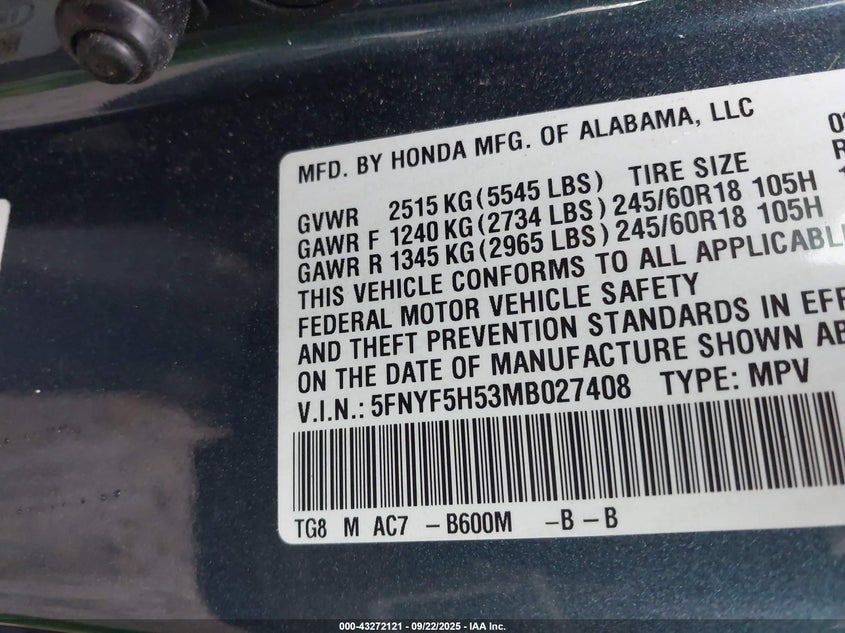 MFD. BY HONDA MFG. OF ALABAMA, LLC
GVWR 2515 KG (5545 LBS) TIRE SIZE
GAWR F 1240 KG (2734 LBS) 245/60R18 105H
GAWR R 1345 KG (2965 LBS) 245/60R18 105H
THIS VEHICLE CONFORMS TO ALL APPLICABLE
FEDERAL MOTOR VEHICLE SAFETY
AND THEFT PREVENTION STANDARDS IN EFF
ON THE DATE OF MANUFACTURE SHOWN AB
V.I.N.: 5FNYF5H53MB027408 TYPE: MPV
TG8 M AC7 -B600M -B -B
000-43272121 - 09/22/2025 - IAA Inc.